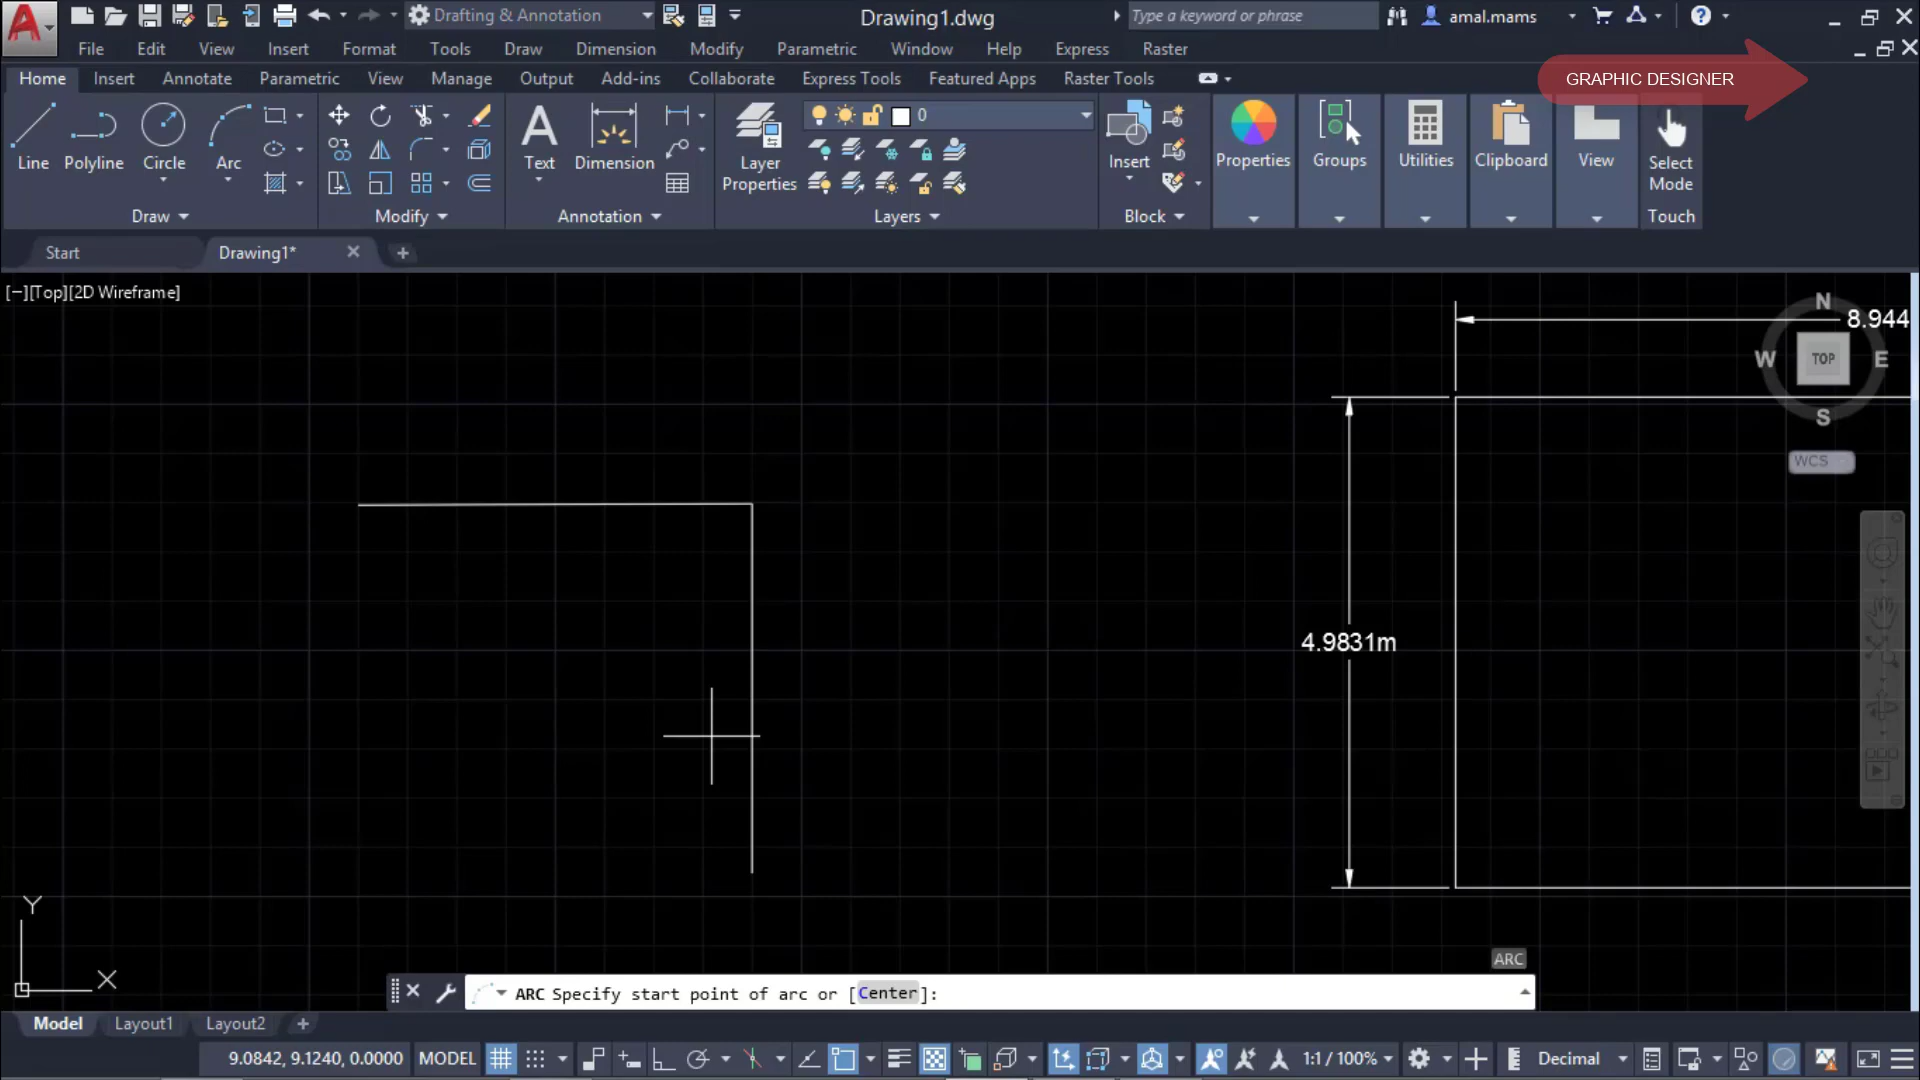 Drafting & Annotation
Drawing1.dwg
Type a keyword or phrase
amal.mams
File Edit View Insert Format Tools Draw Dimension Modify Parametric Window Help Express Raster
Home Insert Annotate Parametric View Manage Output Add-ins Collaborate Express Tools Featured Apps Raster Tools
GRAPHIC DESIGNER
0
Line Polyline Circle Arc
Text Dimension
Layer Properties
Insert
Properties Groups Utilities Clipboard View
Select Mode
Draw Modify Annotation Layers Block Touch
Start Drawing1*
[−][Top][2D Wireframe]
N
8.944
W TOP E
S
WCS
4.9831m
Y
X
ARC
ARC Specify start point of arc or [Center]:
Model Layout1 Layout2
9.0842, 9.1240, 0.0000 MODEL 1:1 / 100% Decimal